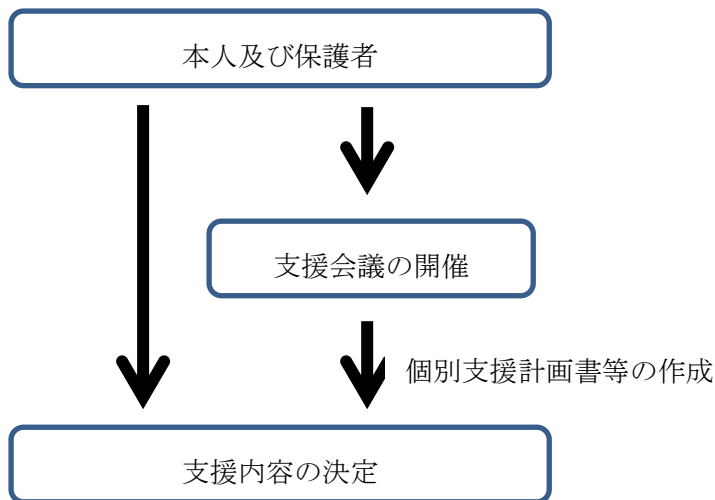 本人及び保護者
支援会議の開催
個別支援計画書等の作成
支援内容の決定